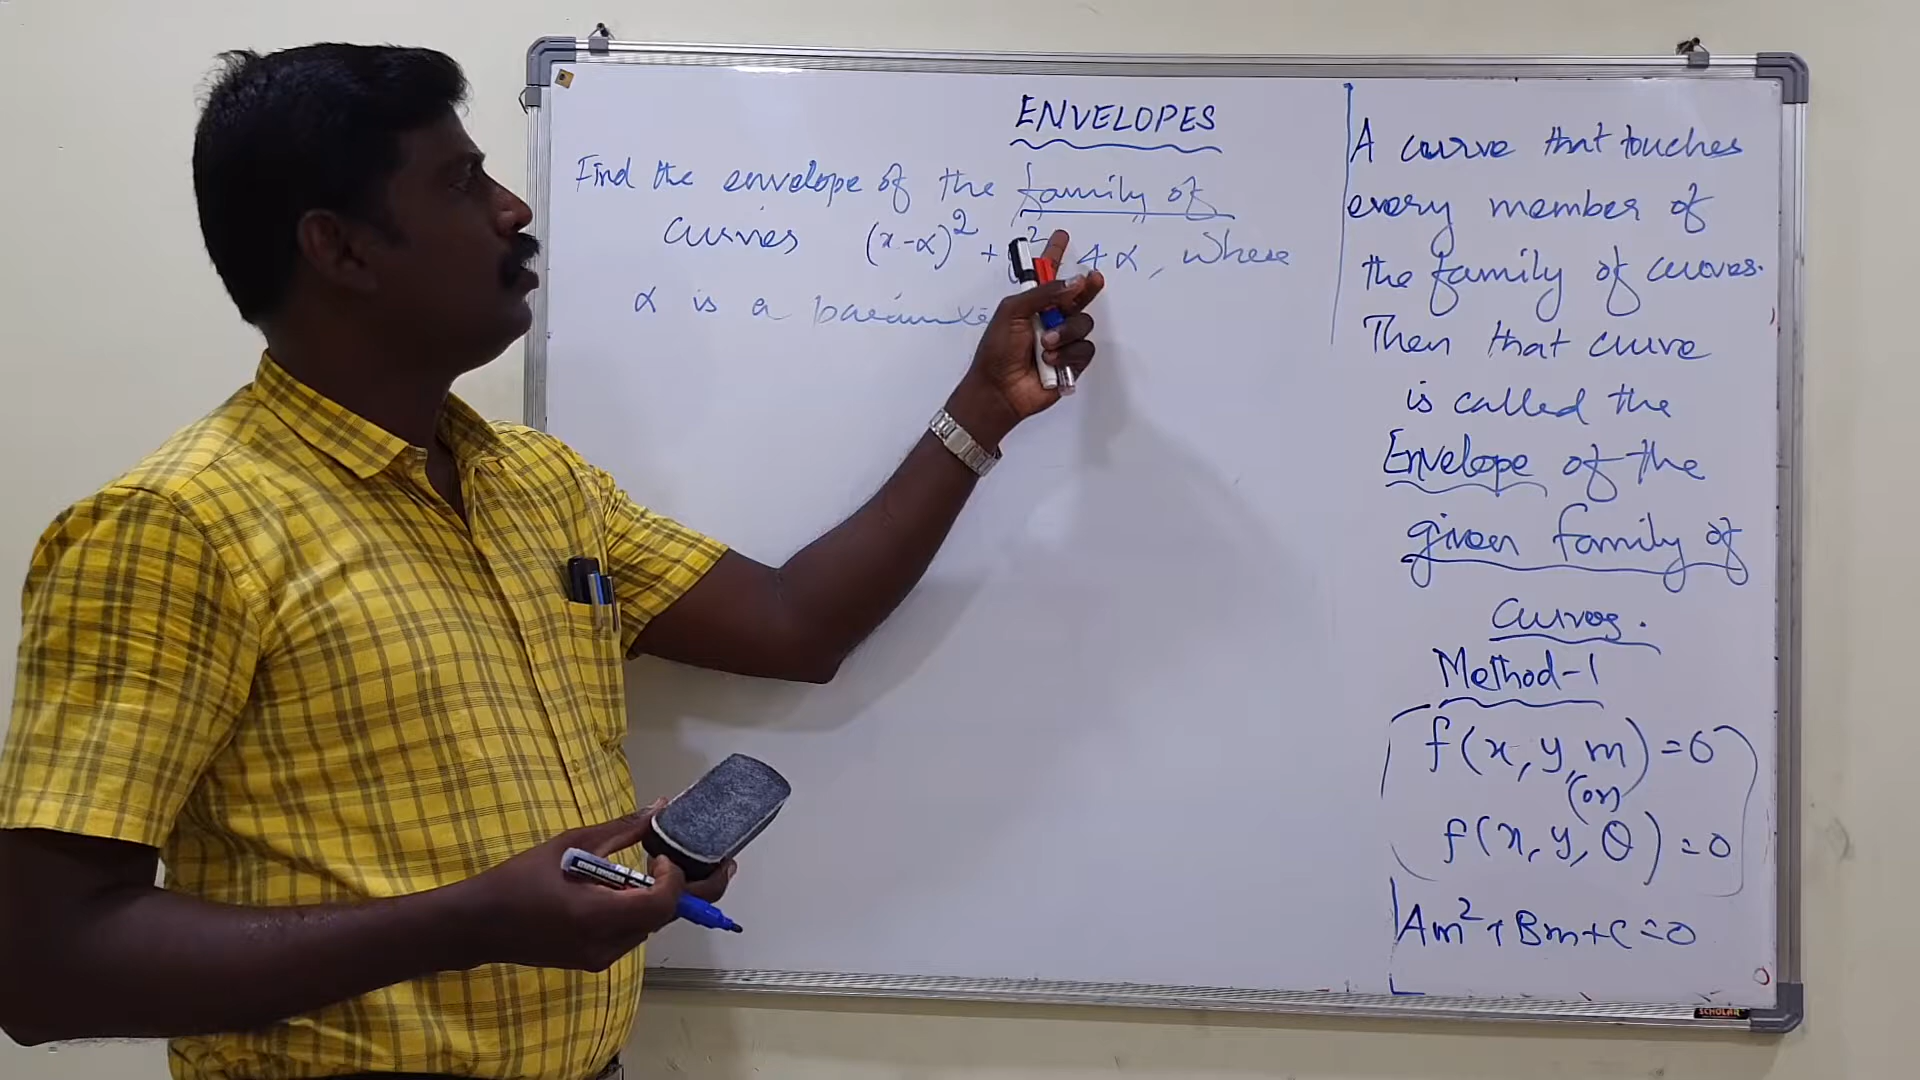 ENVELOPES
Find the envelope of the family of
curves (x-α)² + ² 4α, where
α is a
A curve that touches
every member of
the family of curves.
Then that curve
is called the
Envelope of the
given family of
Curves.
Method-1
f(x, y, m) = 0
(or)
f(x, y, θ) = 0
Am² + Bm + C = 0
SCHOLAR